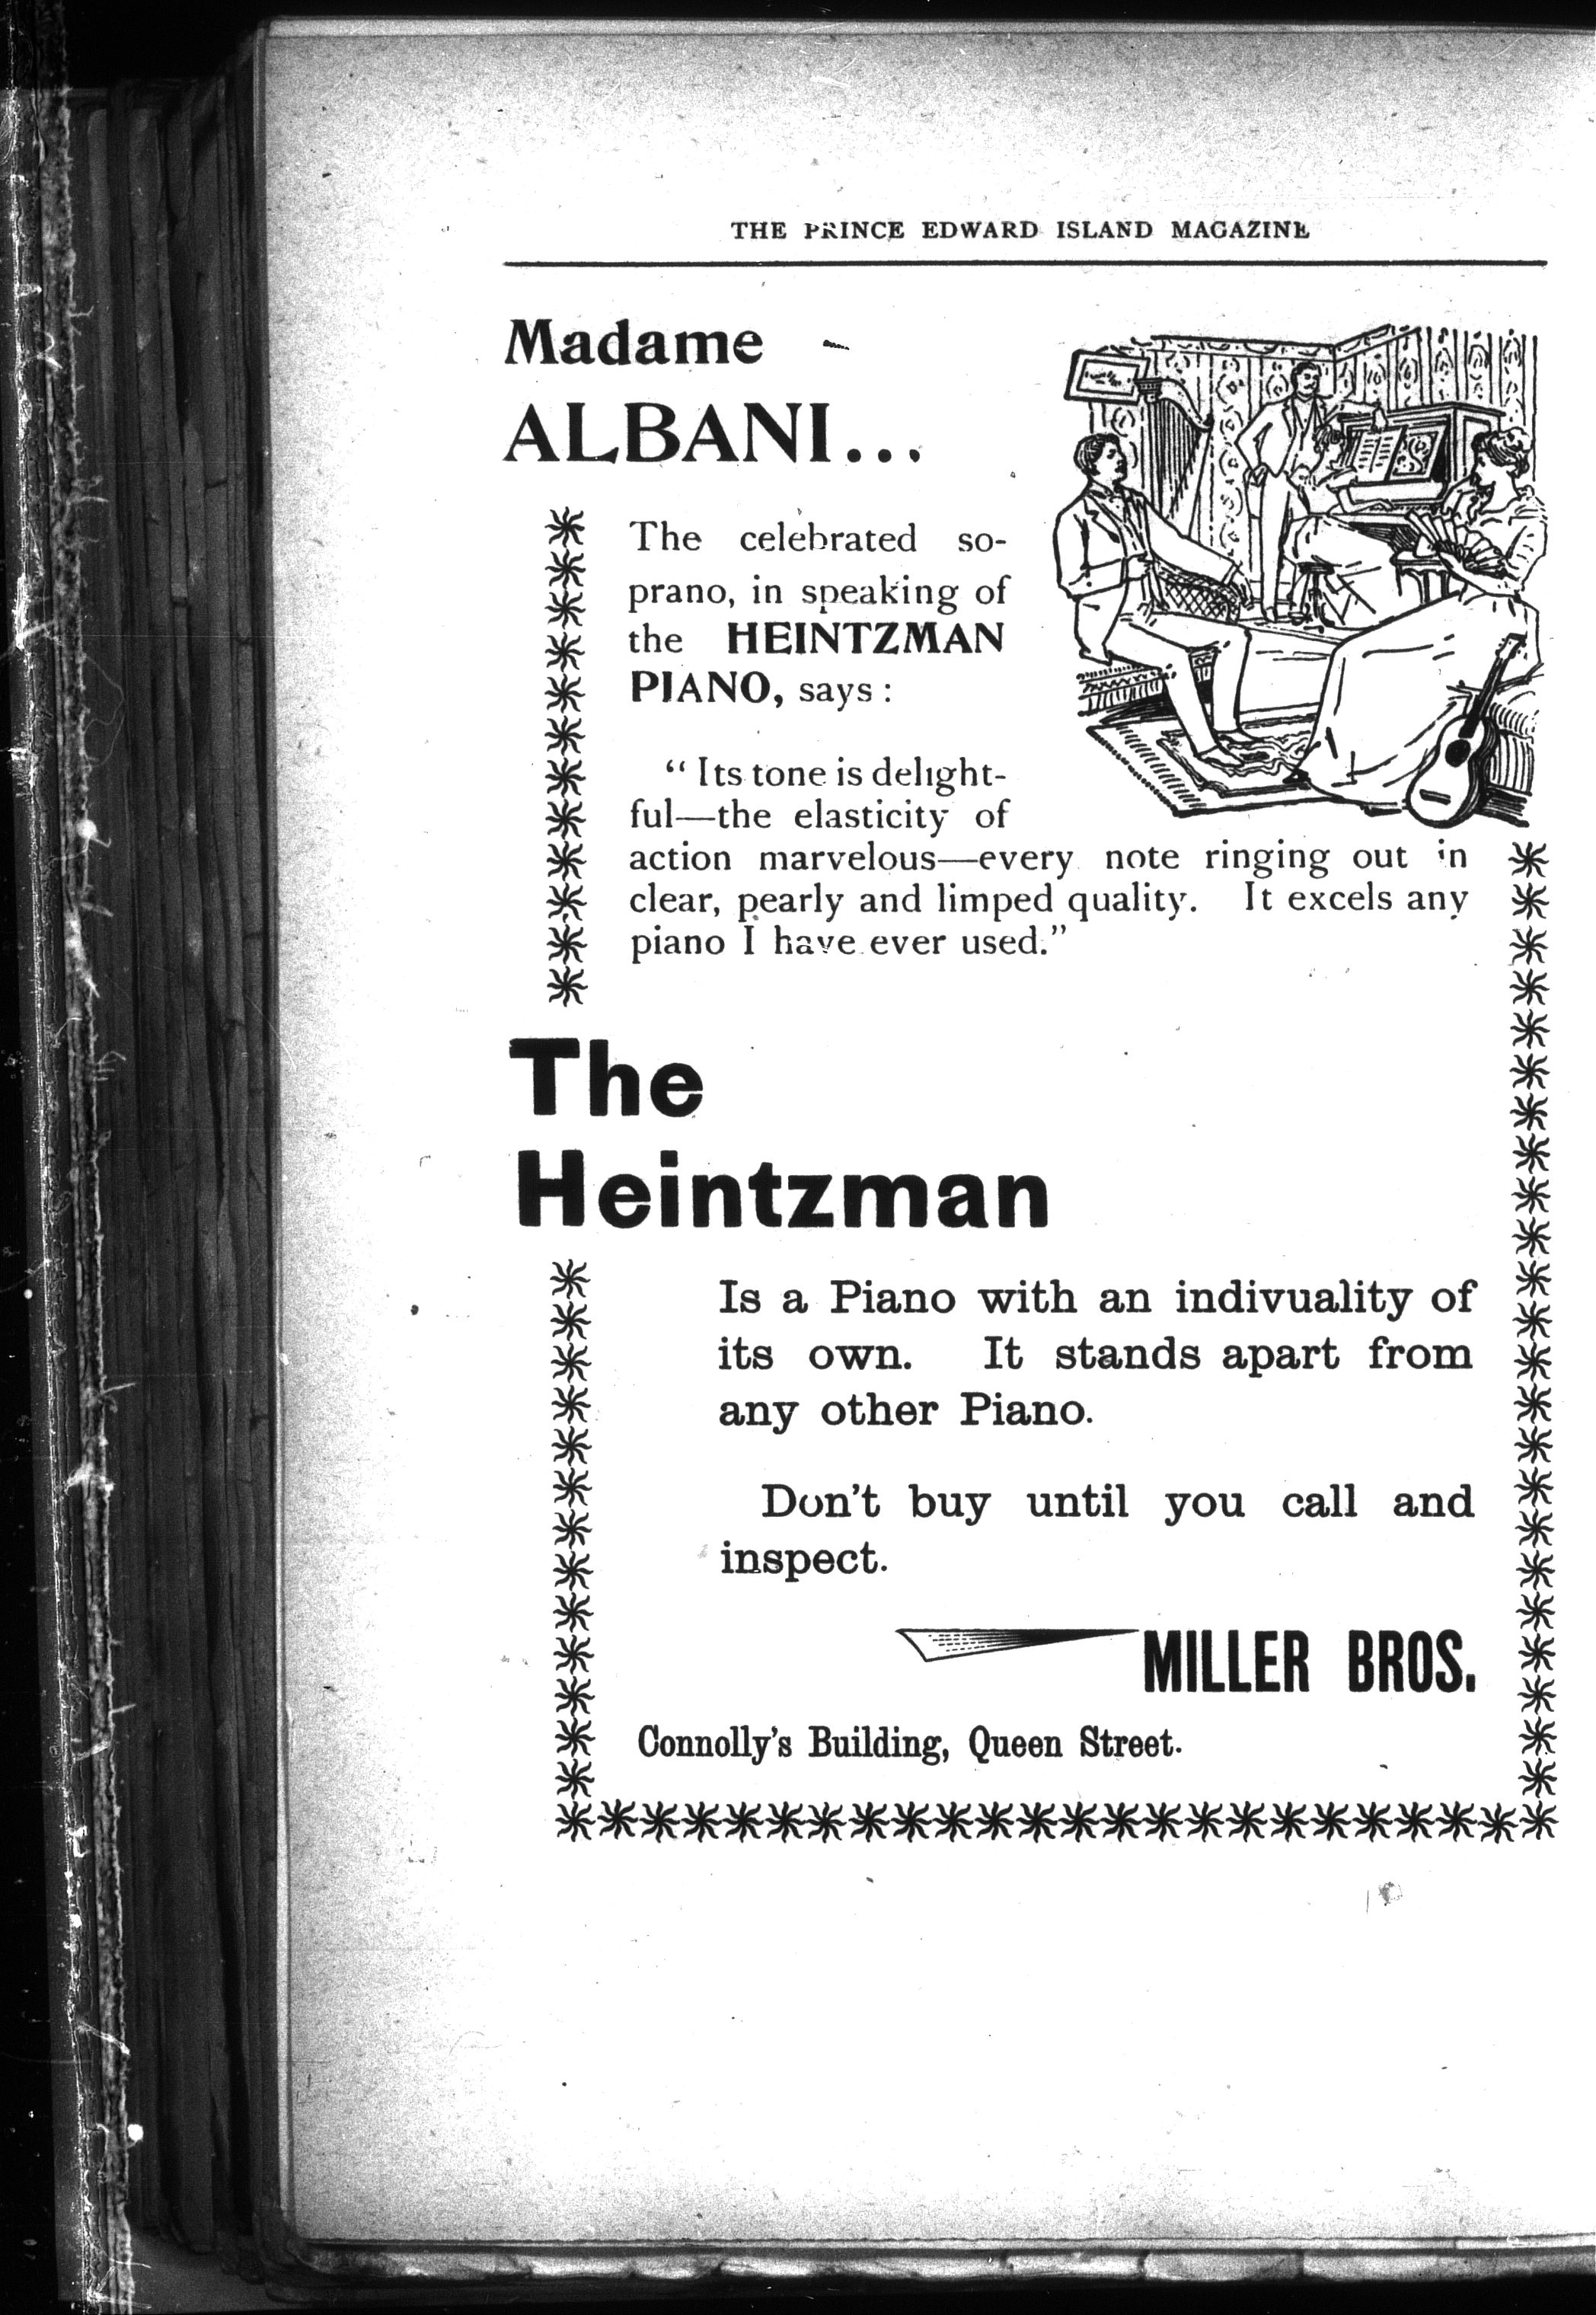 THE PRINCE EDWARD ISLAND MAGAZINE
Madame
ALBANI...
The celebrated so-
prano, in speaking of
the HEINTZMAN
PIANO, says :
“ Its tone is delight-
ful—the elasticity of
action marvelous—every note ringing out in
clear, pearly and limped quality. It excels any
piano I have ever used.”
The
Heintzman
Is a Piano with an indivuality of
its own. It stands apart from
any other Piano.
Don't buy until you call and
inspect.
MILLER BROS.
Connolly's Building, Queen Street.